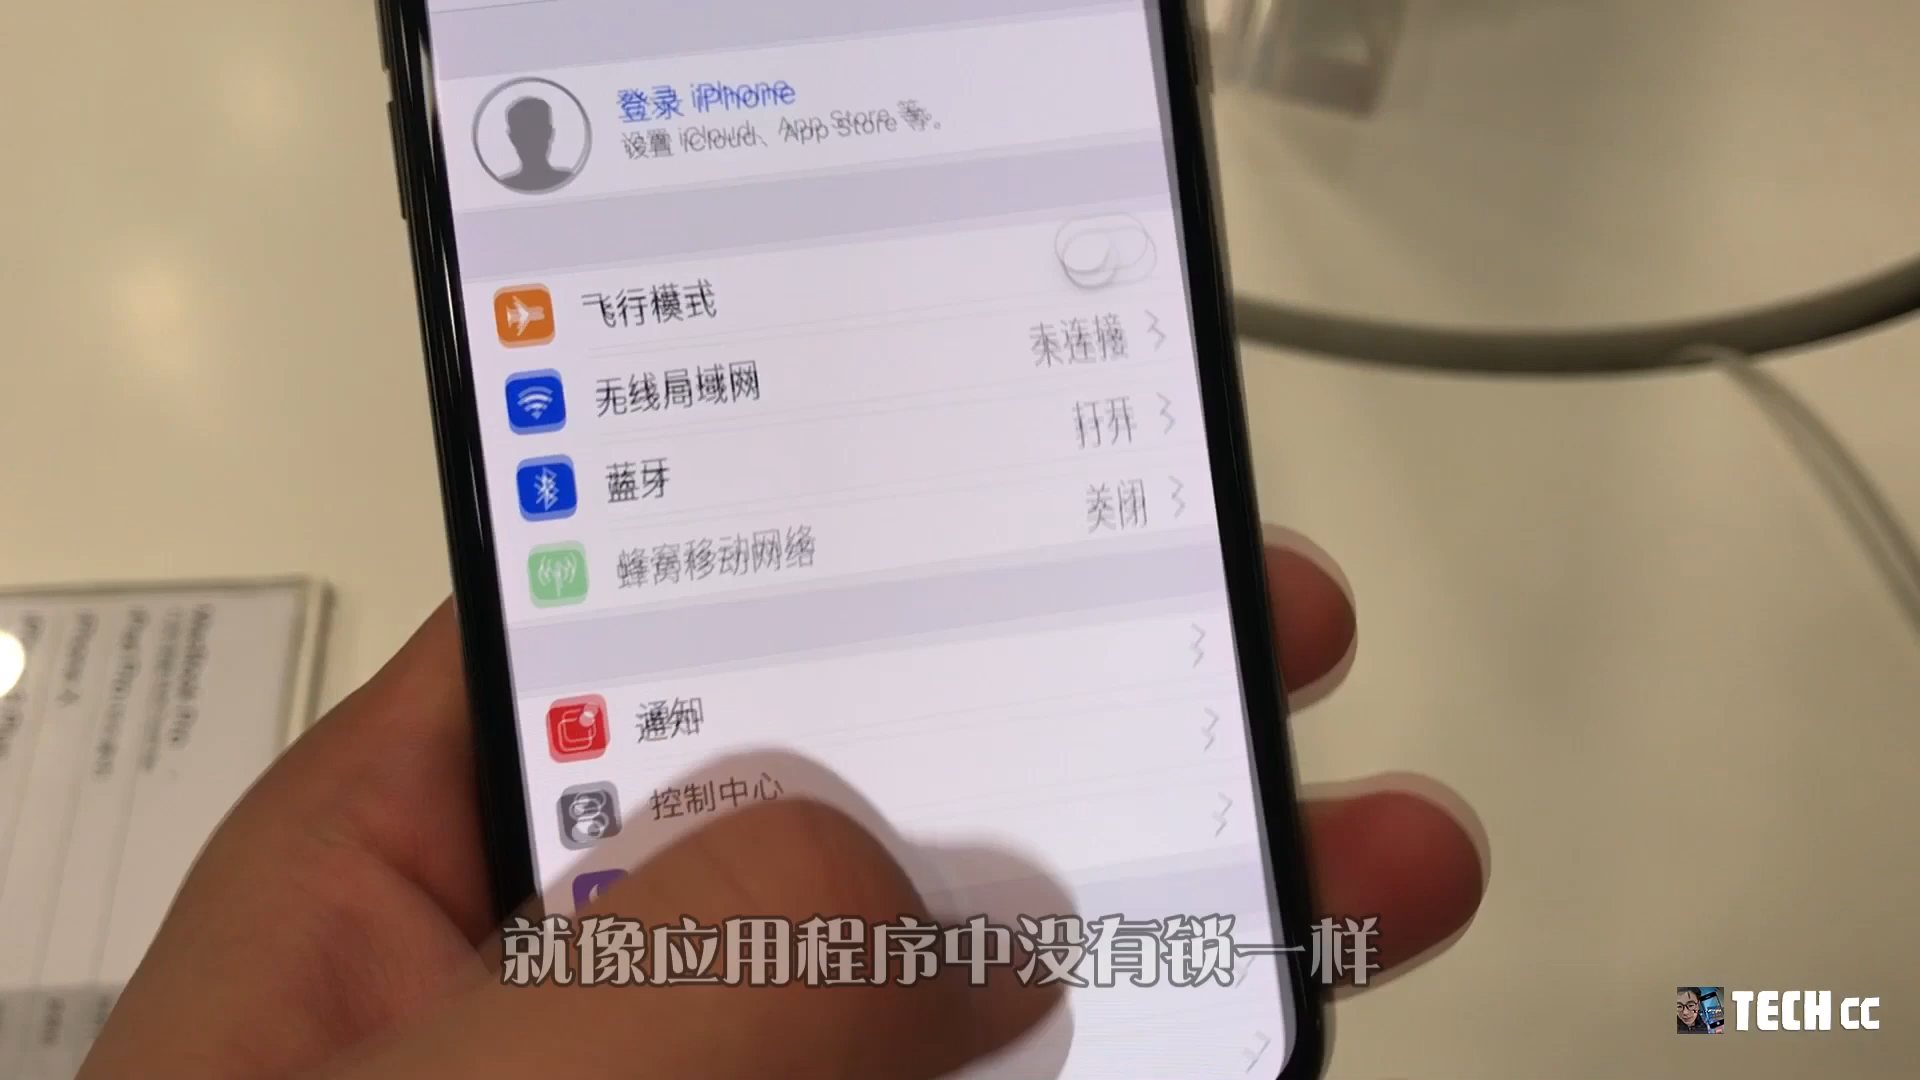 登录 iPhone
设置 iCloud、App Store 等。
飞行模式
无线局域网
未连接
蓝牙
打开
蜂窝移动网络
关闭
通知
控制中心
就像应用程序中没有锁一样
TECH cc